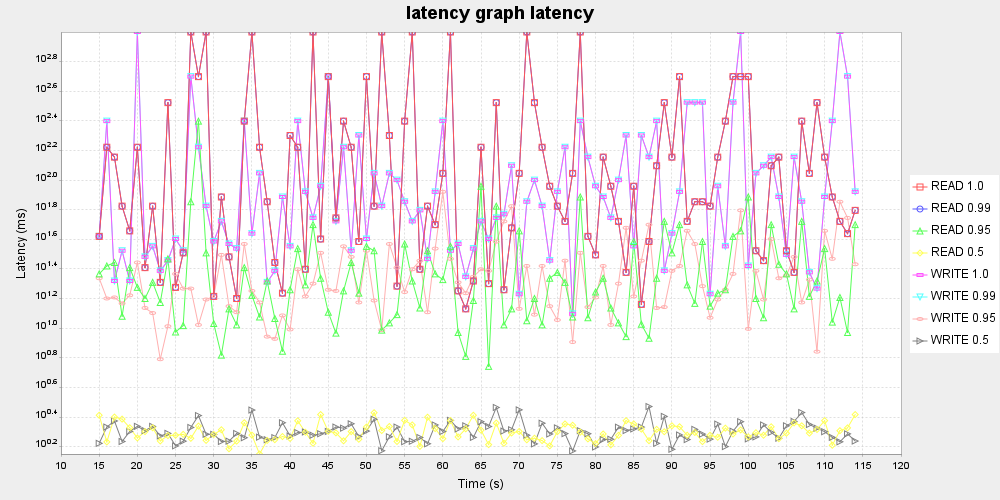 latency graph latency
Latency (ms)
10^2.8
10^2.6
10^2.4
10^2.2
10^2.0
10^1.8
10^1.6
10^1.4
10^1.2
10^1.0
10^0.8
10^0.6
10^0.4
10^0.2
10 15 20 25 30 35 40 45 50 55 60 65 70 75 80 85 90 95 100 105 110 115 120
Time (s)
READ 1.0
READ 0.99
READ 0.95
READ 0.5
WRITE 1.0
WRITE 0.99
WRITE 0.95
WRITE 0.5